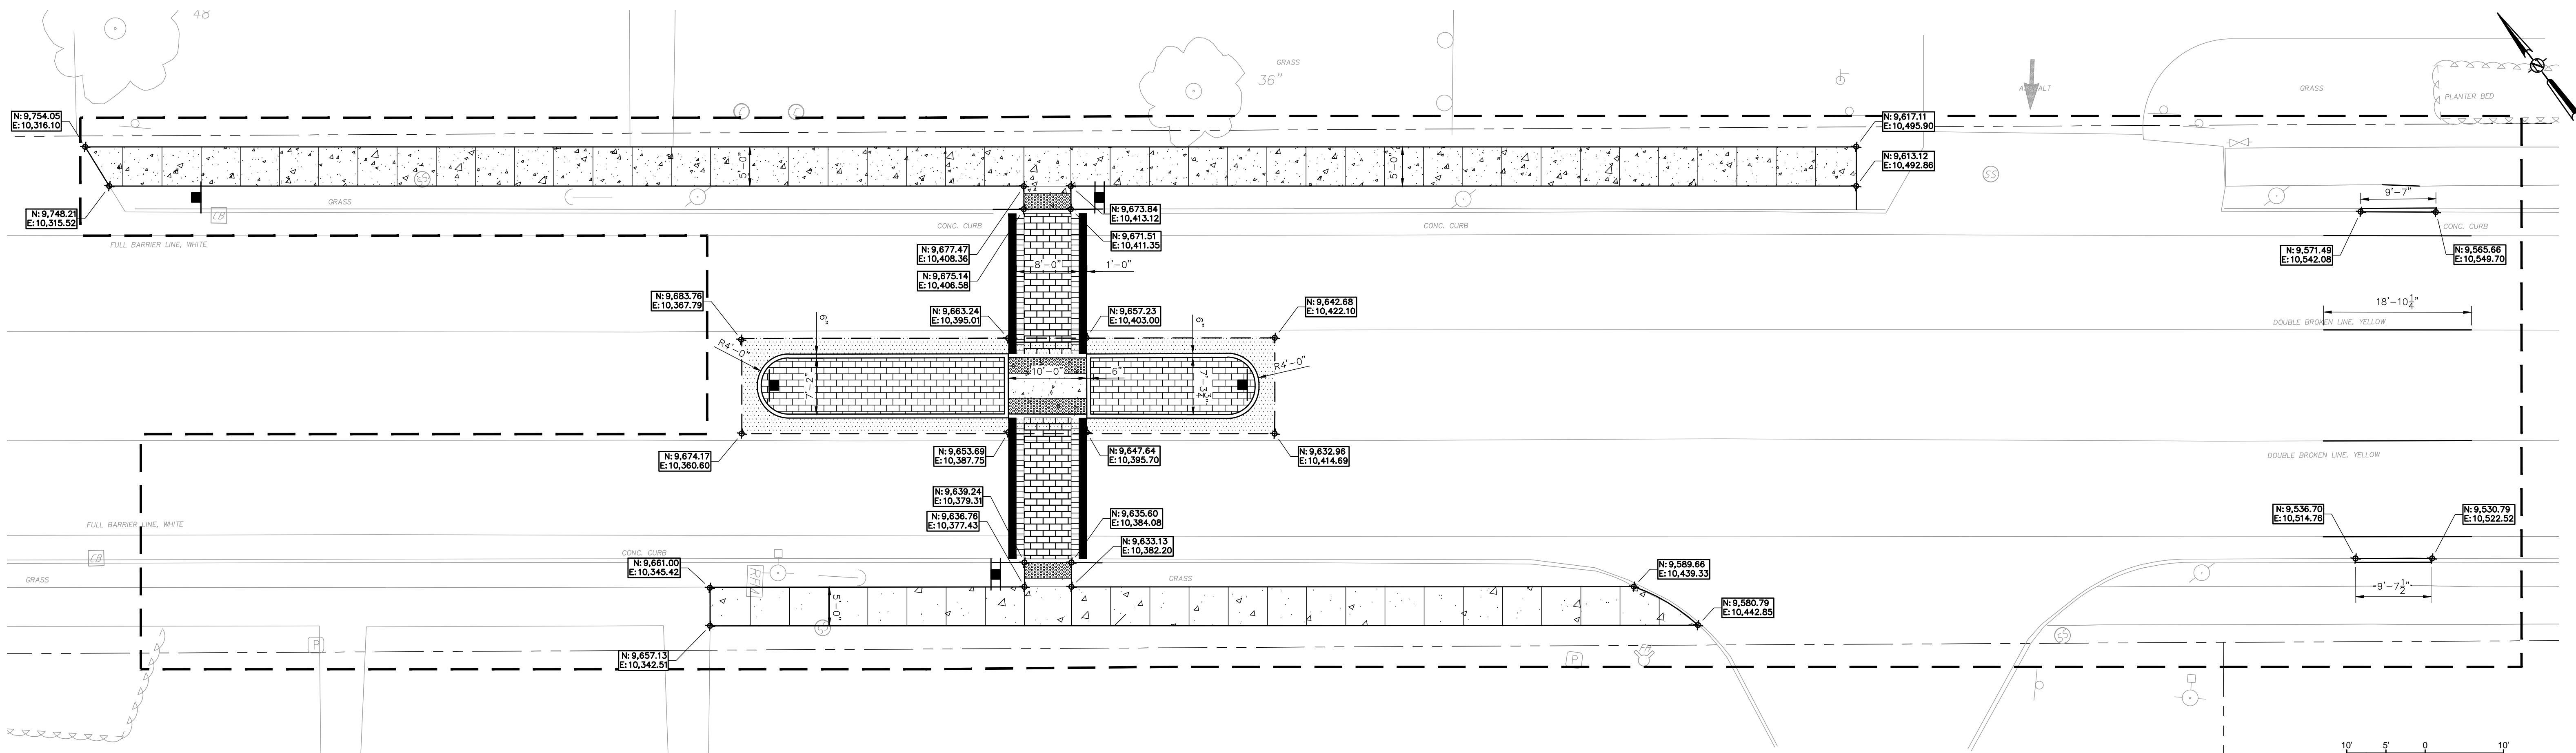 48
GRASS
36"
ASPHALT
GRASS
PLANTER BED
N
N: 9,754.05
E: 10,316.10
C
C
N: 9,617.11
E: 10,495.90
5'-0"
5'-0"
N: 9,613.12
E: 10,492.86
SS
SS
9'-7"
GRASS
CB
N: 9,748.21
E: 10,315.52
N: 9,673.84
E: 10,413.12
CONC. CURB
CONC. CURB
CONC. CURB
FULL BARRIER LINE, WHITE
N: 9,671.51
E: 10,411.35
N: 9,677.47
E: 10,408.36
N: 9,571.49
E: 10,542.08
N: 9,565.66
E: 10,549.70
8'-0"
1'-0"
N: 9,675.14
E: 10,406.58
N: 9,683.76
E: 10,367.79
N: 9,642.68
E: 10,422.10
18'-10 1/4"
N: 9,663.24
E: 10,395.01
N: 9,657.23
E: 10,403.00
6"
6"
DOUBLE BROKEN LINE, YELLOW
R4'-0"
R4'-0"
10'-0"
6"
7'-2"
7'-3 3/4"
N: 9,674.17
E: 10,360.60
N: 9,653.69
E: 10,387.75
N: 9,647.64
E: 10,395.70
N: 9,632.96
E: 10,414.69
DOUBLE BROKEN LINE, YELLOW
N: 9,639.24
E: 10,379.31
N: 9,636.76
E: 10,377.43
N: 9,635.60
E: 10,384.08
N: 9,536.70
E: 10,514.76
N: 9,530.79
E: 10,522.52
FULL BARRIER LINE, WHITE
N: 9,633.13
E: 10,382.20
CB
CONC. CURB
N: 9,661.00
E: 10,345.42
N: 9,589.66
E: 10,439.33
GRASS
RFM
GRASS
9'-7 1/2"
5'-0"
N: 9,580.79
E: 10,442.85
SS
SS
P
N: 9,657.13
E: 10,342.51
P
FH
10'
5'
0
10'